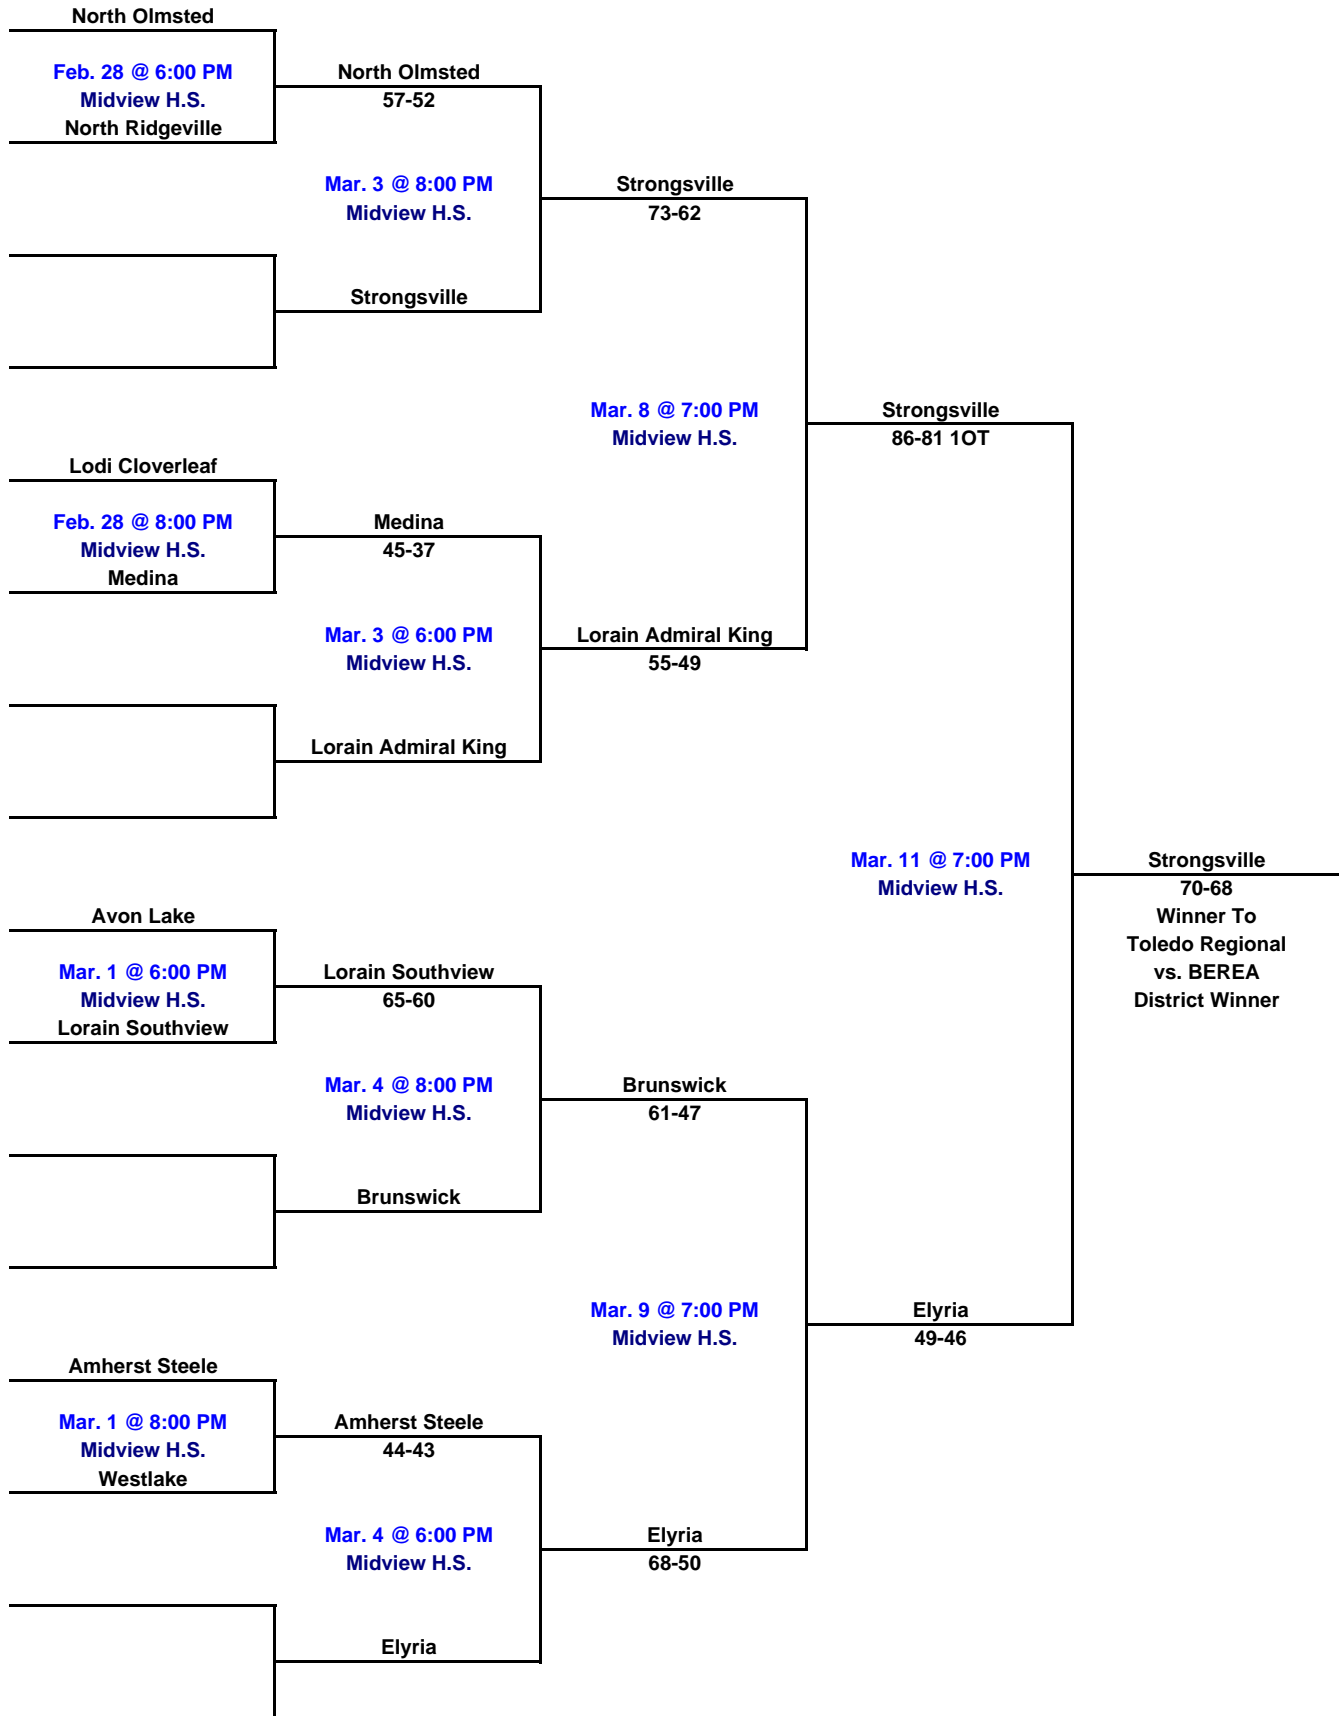 North Olmsted
Feb. 28 @ 6:00 PM
Midview H.S.
North Ridgeville
North Olmsted
57-52
Mar. 3 @ 8:00 PM
Midview H.S.
Strongsville
Strongsville
73-62
Lodi Cloverleaf
Feb. 28 @ 8:00 PM
Midview H.S.
Medina
Medina
45-37
Mar. 3 @ 6:00 PM
Midview H.S.
Lorain Admiral King
Lorain Admiral King
55-49
Mar. 8 @ 7:00 PM
Midview H.S.
Strongsville
86-81 1OT
Avon Lake
Mar. 1 @ 6:00 PM
Midview H.S.
Lorain Southview
Lorain Southview
65-60
Mar. 4 @ 8:00 PM
Midview H.S.
Brunswick
Brunswick
61-47
Amherst Steele
Mar. 1 @ 8:00 PM
Midview H.S.
Westlake
Amherst Steele
44-43
Mar. 4 @ 6:00 PM
Midview H.S.
Elyria
Elyria
68-50
Mar. 9 @ 7:00 PM
Midview H.S.
Elyria
49-46
Mar. 11 @ 7:00 PM
Midview H.S.
Strongsville
70-68
Winner To
Toledo Regional
vs. BEREA
District Winner